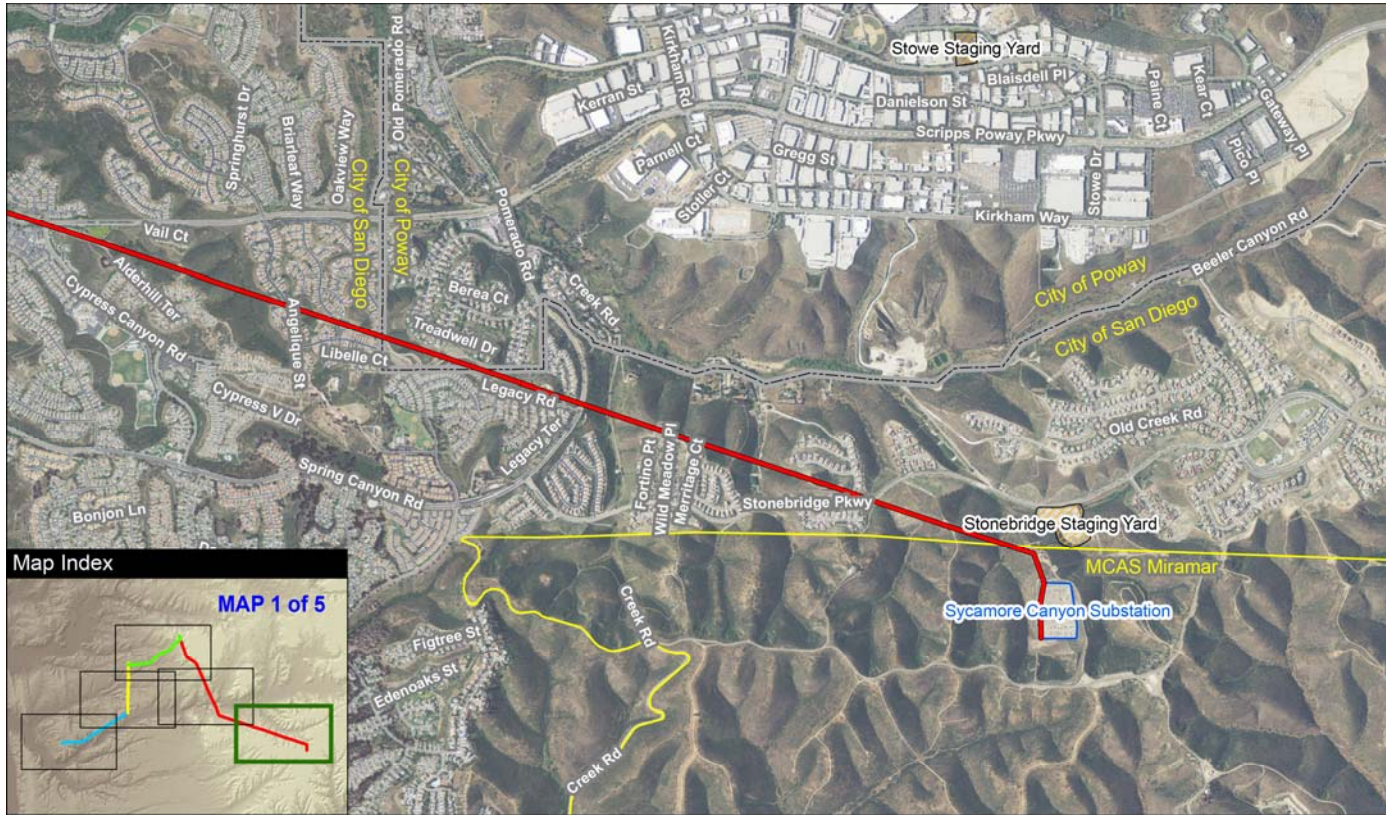 Stowe Staging Yard
Old Pomerado Rd
Kirkham Rd
Kerran St
Blaisdell Pl
Danielson St
Paine Ct
Kear Ct
Gateway Pl
Scripps Poway Pkwy
Springhurst Dr
Briarleaf Way
Oakview Way
Parnell Ct
Gregg St
Pico Pl
Stotler Ct
Stowe Dr
City of San Diego
City of Poway
Pomerado Rd
Kirkham Way
Vail Ct
Beeler Canyon Rd
Alderhill Ter
Cypress Canyon Rd
Berea Ct
Creek Rd
City of Poway
City of San Diego
Angelique St
Treadwell Dr
Libelle Ct
Legacy Rd
Cypress V Dr
Old Creek Rd
Legacy Ter
Fortino Pt
Wild Meadow Pl
Merritage Ct
Spring Canyon Rd
Stonebridge Pkwy
Bonjon Ln
Stonebridge Staging Yard
MCAS Miramar
Map Index
MAP 1 of 5
Sycamore Canyon Substation
Creek Rd
Figtree St
Edenoaks St
Creek Rd